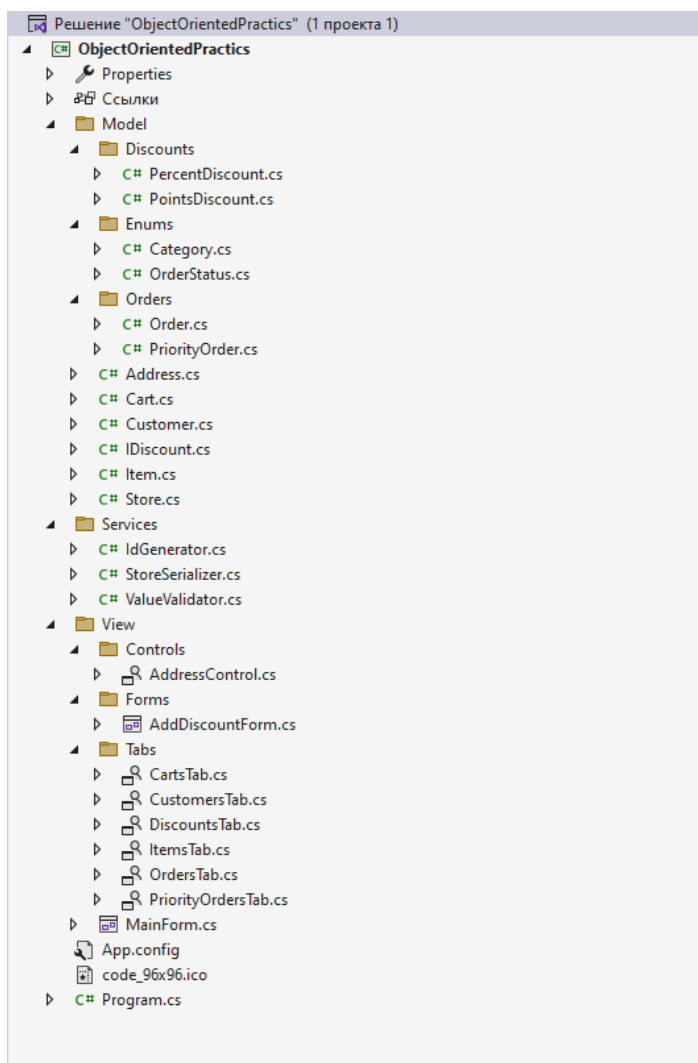 Решение "ObjectOrientedPractics" (1 проекта 1)
C# ObjectOrientedPractics
Properties
Ссылки
Model
Discounts
C# PercentDiscount.cs
C# PointsDiscount.cs
Enums
C# Category.cs
C# OrderStatus.cs
Orders
C# Order.cs
C# PriorityOrder.cs
C# Address.cs
C# Cart.cs
C# Customer.cs
C# IDiscount.cs
C# Item.cs
C# Store.cs
Services
C# IdGenerator.cs
C# StoreSerializer.cs
C# ValueValidator.cs
View
Controls
AddressControl.cs
Forms
AddDiscountForm.cs
Tabs
CartsTab.cs
CustomersTab.cs
DiscountsTab.cs
ItemsTab.cs
OrdersTab.cs
PriorityOrdersTab.cs
MainForm.cs
App.config
code_96x96.ico
C# Program.cs